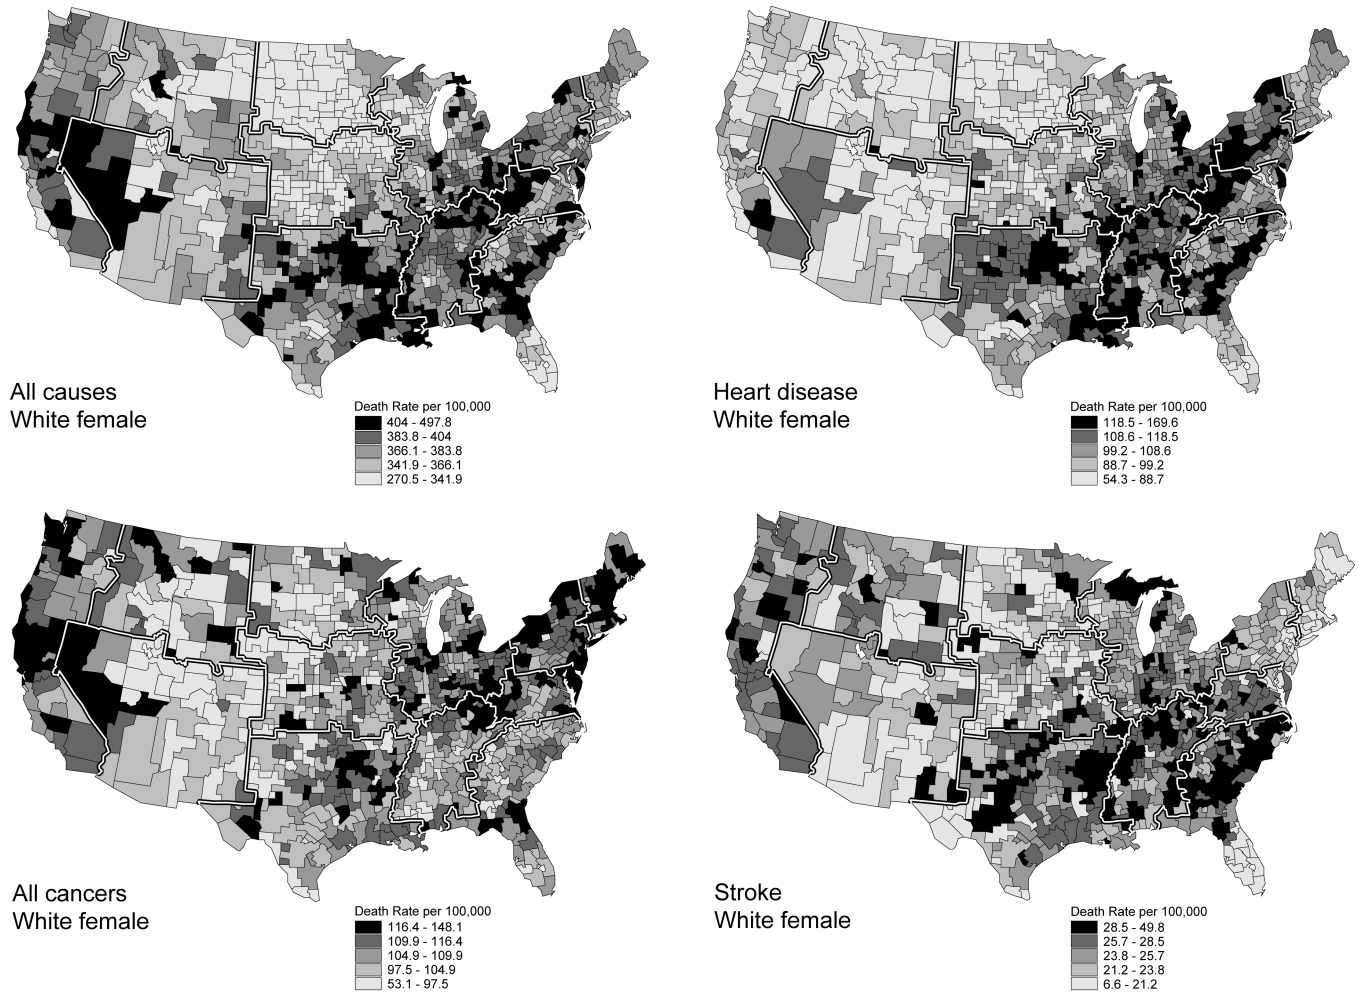 All causes
White female
Death Rate per 100,000
404 - 497.8
383.8 - 404
366.1 - 383.8
341.9 - 366.1
270.5 - 341.9
Heart disease
White female
Death Rate per 100,000
118.5 - 169.6
108.6 - 118.5
99.2 - 108.6
88.7 - 99.2
54.3 - 88.7
All cancers
White female
Death Rate per 100,000
116.4 - 148.1
109.9 - 116.4
104.9 - 109.9
97.5 - 104.9
53.1 - 97.5
Stroke
White female
Death Rate per 100,000
28.5 - 49.8
25.7 - 28.5
23.8 - 25.7
21.2 - 23.8
6.6 - 21.2